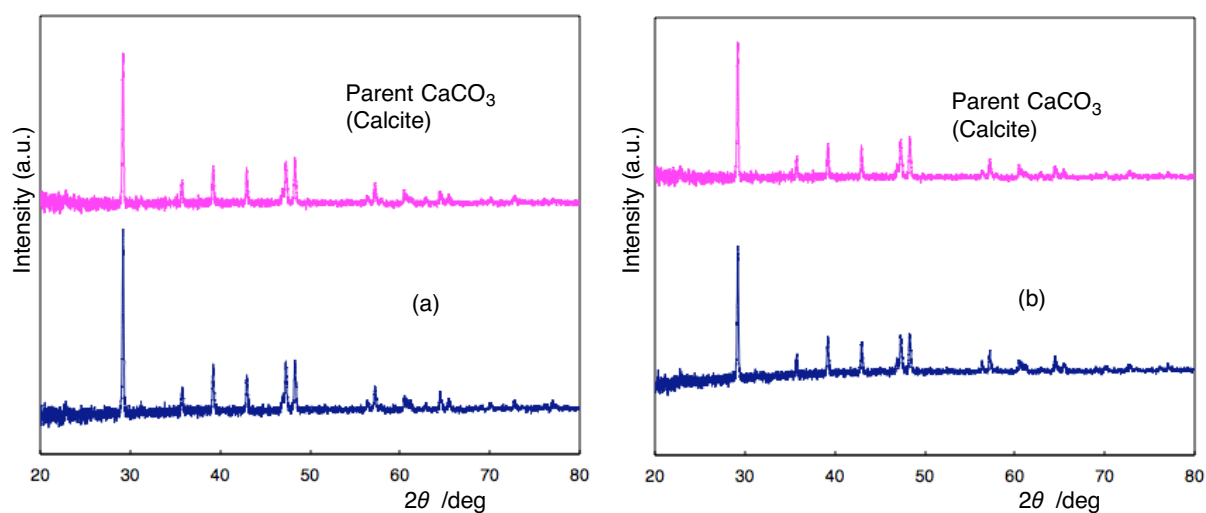 Intensity (a.u.)
Parent CaCO₃
(Calcite)
(a)
20 30 40 50 60 70 80
2θ /deg
Intensity (a.u.)
Parent CaCO₃
(Calcite)
(b)
20 30 40 50 60 70 80
2θ /deg